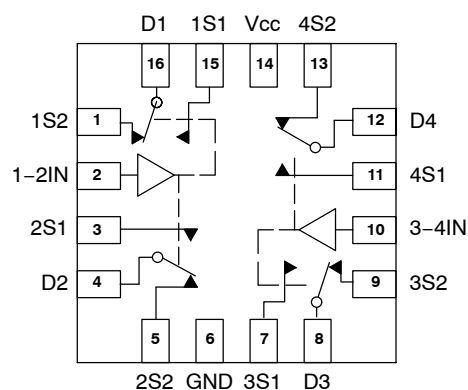 D1 1S1 Vcc 4S2
16 15 14 13
1S2 1 12 D4
1−2IN 2 11 4S1
2S1 3 10 3−4IN
D2 4 9 3S2
5 6 7 8
2S2 GND 3S1 D3